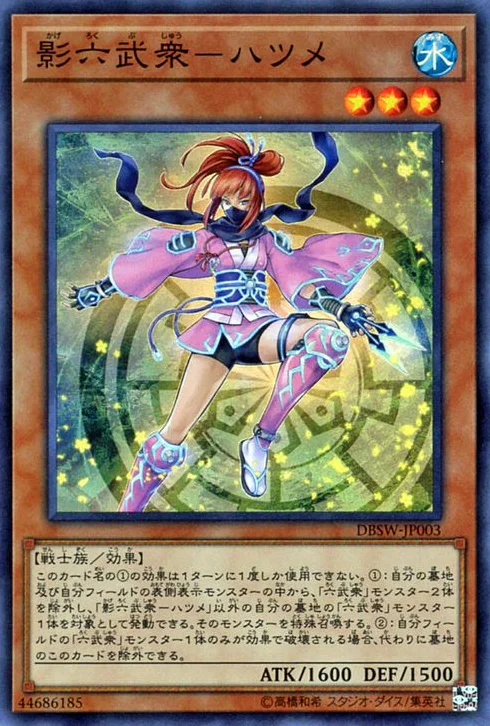 影六武衆－ハツメ
水
DBSW-JP003
【戦士族／効果】
このカード名の①の効果は1ターンに1度しか使用できない。①：自分の墓地
及び自分フィールドの表側表示モンスターの中から、「六武衆」モンスター2体
を除外し、「影六武衆－ハツメ」以外の自分の墓地の「六武衆」モンスター
1体を対象として発動できる。そのモンスターを特殊召喚する。②：自分フィー
ルドの「六武衆」モンスター1体のみが効果で破壊される場合、代わりに墓地
のこのカードを除外できる。
ATK/1600 DEF/1500
44686185
©高橋和希 スタジオ・ダイス/集英社